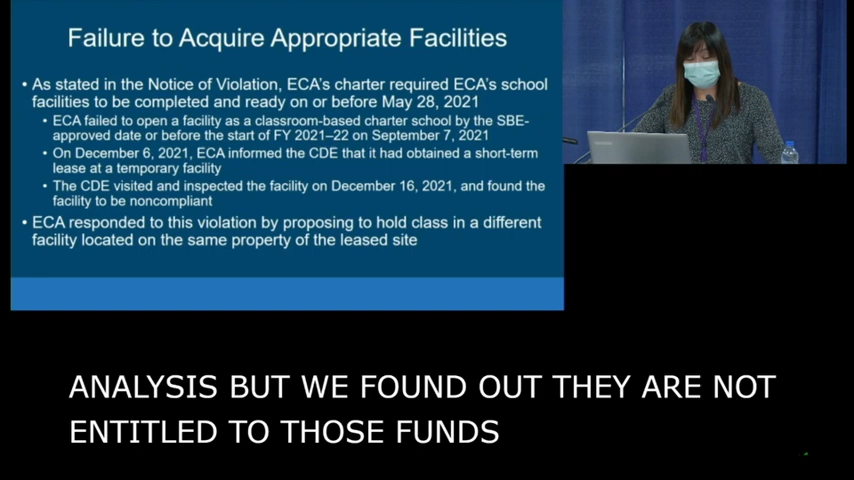 Failure to Acquire Appropriate Facilities
• As stated in the Notice of Violation, ECA's charter required ECA's school
facilities to be completed and ready on or before May 28, 2021
• ECA failed to open a facility as a classroom-based charter school by the SBE-
approved date or before the start of FY 2021–22 on September 7, 2021
• On December 6, 2021, ECA informed the CDE that it had obtained a short-term
lease at a temporary facility
• The CDE visited and inspected the facility on December 16, 2021, and found the
facility to be noncompliant
• ECA responded to this violation by proposing to hold class in a different
facility located on the same property of the leased site
ANALYSIS BUT WE FOUND OUT THEY ARE NOT
ENTITLED TO THOSE FUNDS